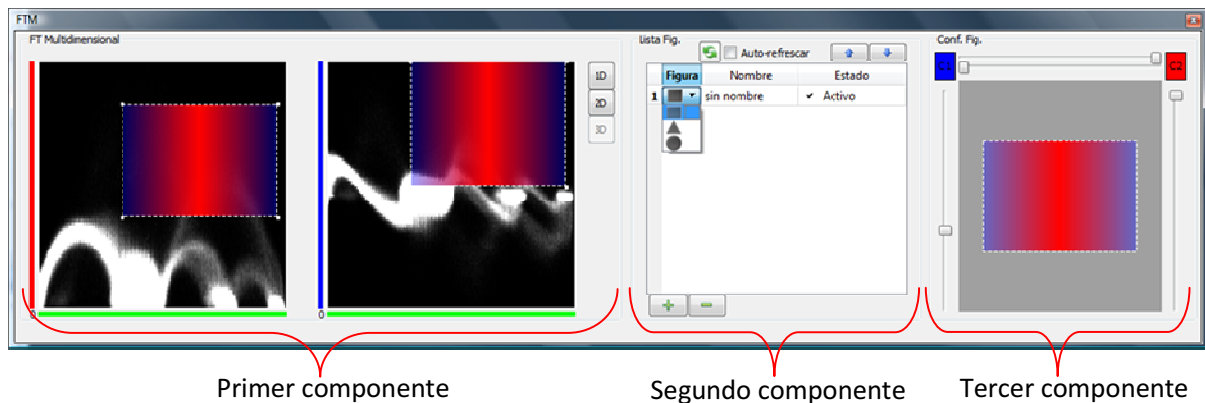 FTM
FT Multidimensional
1D
2D
3D
0
0
Lista Fig.
Auto-refrescar
Figura Nombre Estado
1 sin nombre ✔ Activo
Conf. Fig.
C1
C2
Primer componente
Segundo componente
Tercer componente